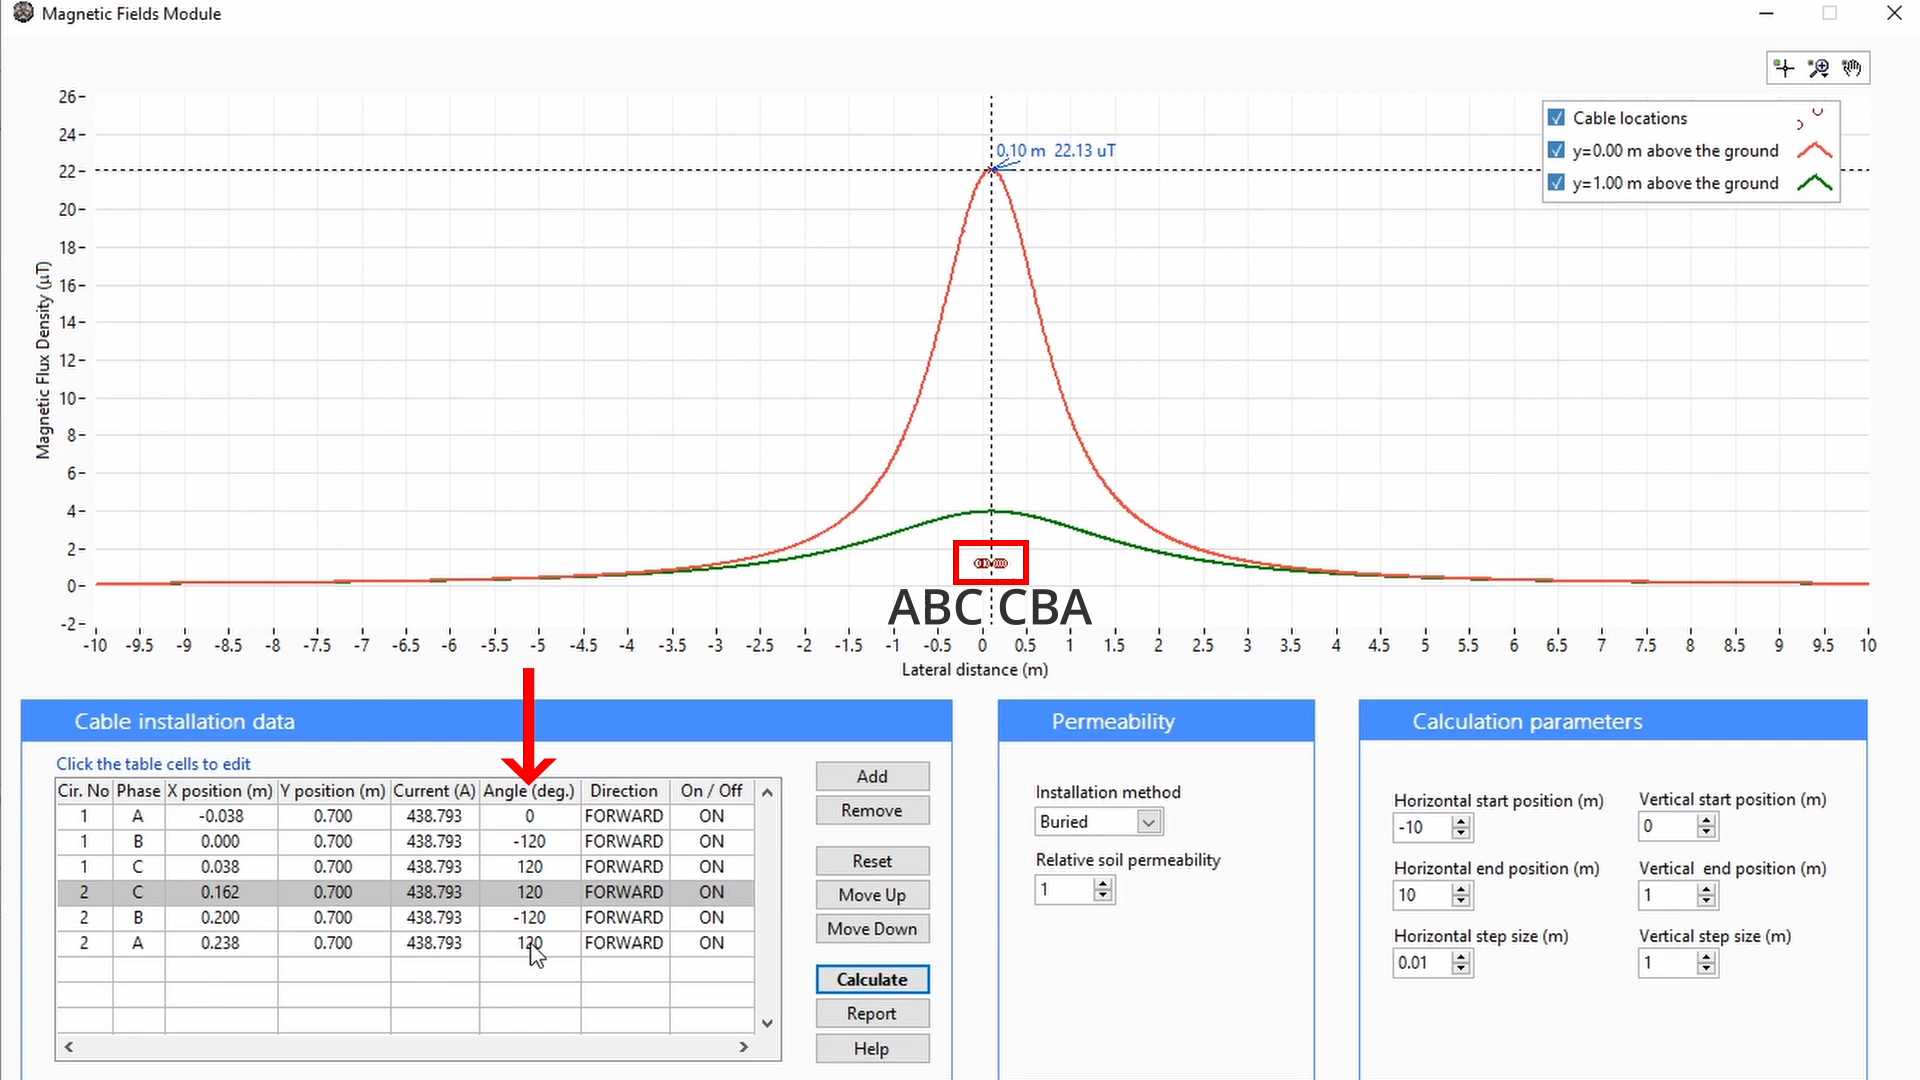 Magnetic Fields Module
0.10 m 22.13 uT
Cable locations
y=0.00 m above the ground
y=1.00 m above the ground
Magnetic Flux Density (µT)
26
24
22
20
18
16
14
12
10
8
6
4
2
0
-2
ABC CBA
-10 -9.5 -9 -8.5 -8 -7.5 -7 -6.5 -6 -5.5 -5 -4.5 -4 -3.5 -3 -2.5 -2 -1.5 -1 -0.5 0 0.5 1 1.5 2 2.5 3 3.5 4 4.5 5 5.5 6 6.5 7 7.5 8 8.5 9 9.5 10
Lateral distance (m)
Cable installation data
Click the table cells to edit
Cir. No Phase X position (m) Y position (m) Current (A) Angle (deg.) Direction On / Off
1 A -0.038 0.700 438.793 0 FORWARD ON
1 B 0.000 0.700 438.793 -120 FORWARD ON
1 C 0.038 0.700 438.793 120 FORWARD ON
2 C 0.162 0.700 438.793 120 FORWARD ON
2 B 0.200 0.700 438.793 -120 FORWARD ON
2 A 0.238 0.700 438.793 FORWARD ON
Add
Remove
Reset
Move Up
Move Down
Calculate
Report
Help
Permeability
Installation method
Buried
Relative soil permeability
1
Calculation parameters
Horizontal start position (m) Vertical start position (m)
-10 0
Horizontal end position (m) Vertical end position (m)
10 1
Horizontal step size (m) Vertical step size (m)
0.01 1